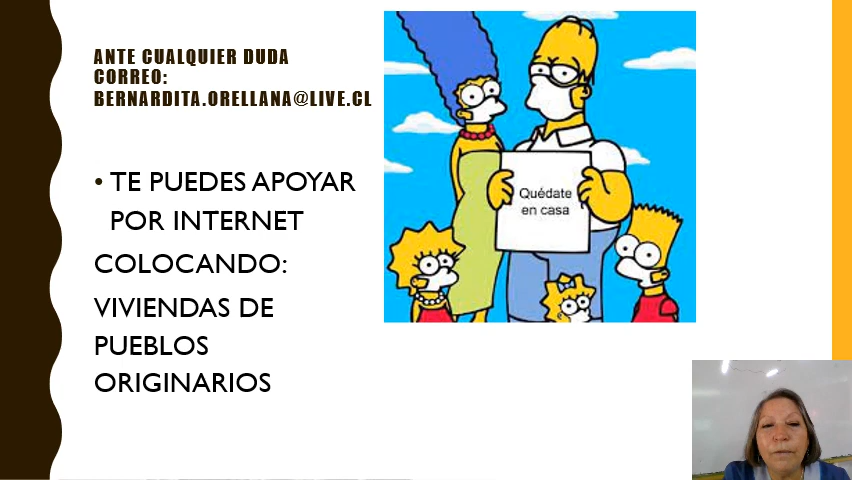 ANTE CUALQUIER DUDA
CORREO:
BERNARDITA.ORELLANA@LIVE.CL
• TE PUEDES APOYAR
POR INTERNET
COLOCANDO:
VIVIENDAS DE
PUEBLOS
ORIGINARIOS
Quédate
en casa